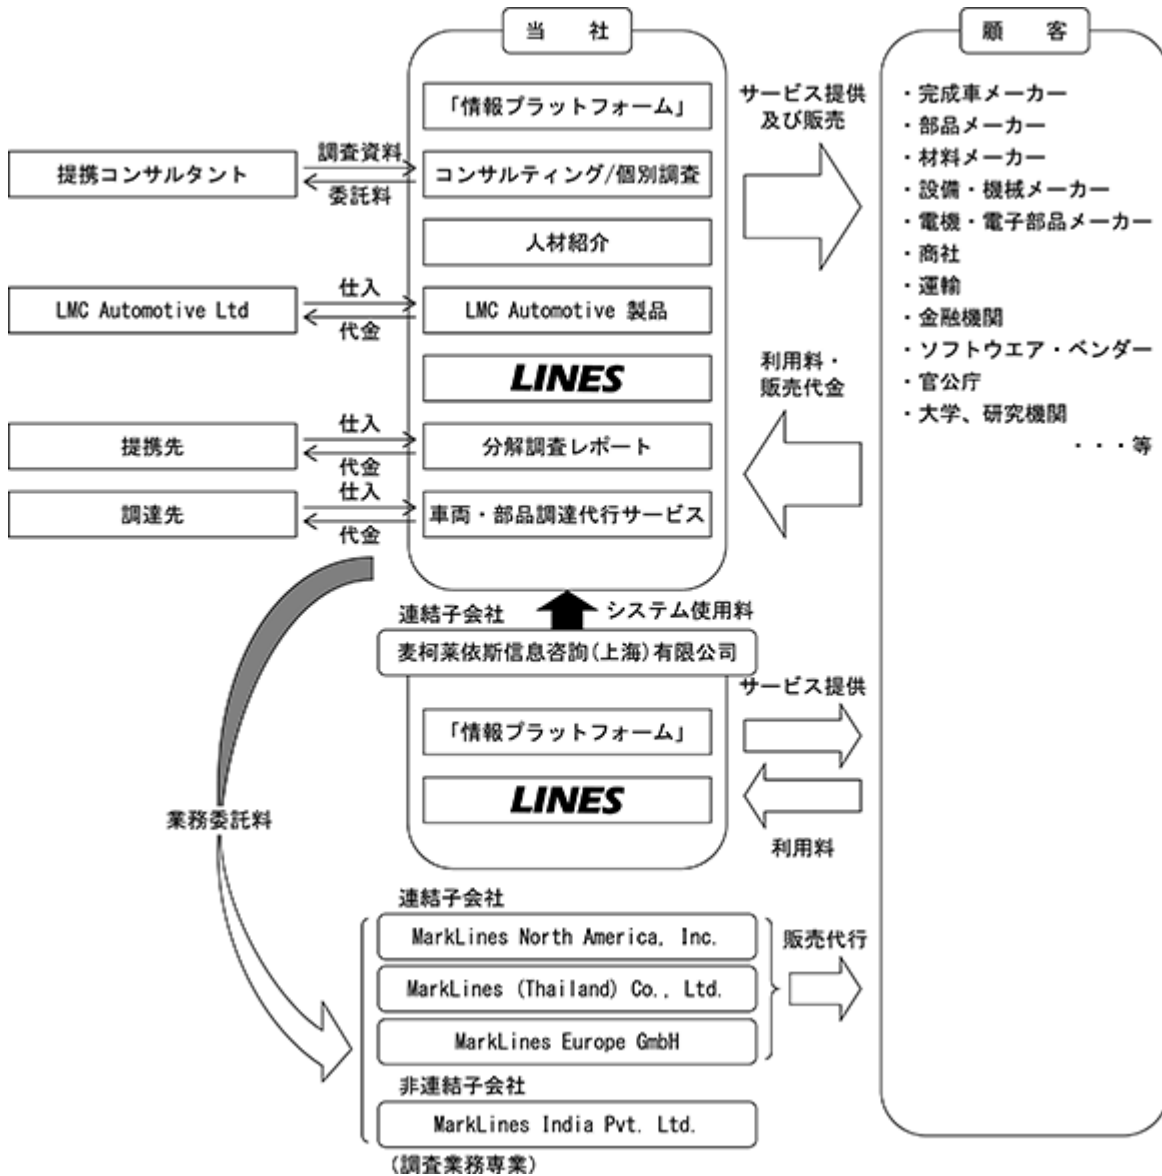 当　　社
顧　　客
「情報プラットフォーム」
サービス提供
及び販売
・完成車メーカー
・部品メーカー
・材料メーカー
・設備・機械メーカー
・電機・電子部品メーカー
・商社
・運輸
・金融機関
・ソフトウエア・ベンダー
・官公庁
・大学、研究機関
・・・等
提携コンサルタント
調査資料
委託料
コンサルティング/個別調査
人材紹介
LMC Automotive Ltd
仕入
代金
LMC Automotive 製品
LINES
利用料・
販売代金
提携先
仕入
代金
分解調査レポート
調達先
仕入
代金
車両・部品調達代行サービス
システム使用料
連結子会社
麦柯莱依斯信息咨詢(上海)有限公司
「情報プラットフォーム」
LINES
サービス提供
利用料
業務委託料
連結子会社
MarkLines North America, Inc.
MarkLines (Thailand) Co., Ltd.
MarkLines Europe GmbH
販売代行
非連結子会社
MarkLines India Pvt. Ltd.
(調査業務専業)